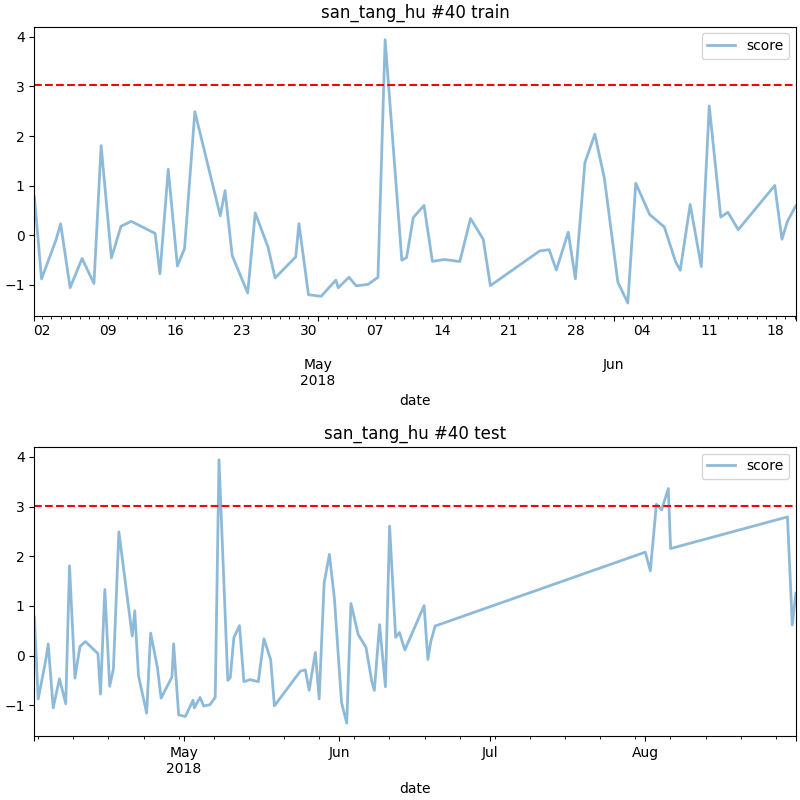 san_tang_hu #40 train
score
4
3
2
1
0
−1
02 09 16 23 30 07 14 21 28 04 11 18
May Jun
2018
date
san_tang_hu #40 test
score
4
3
2
1
0
−1
May Jun Jul Aug
2018
date